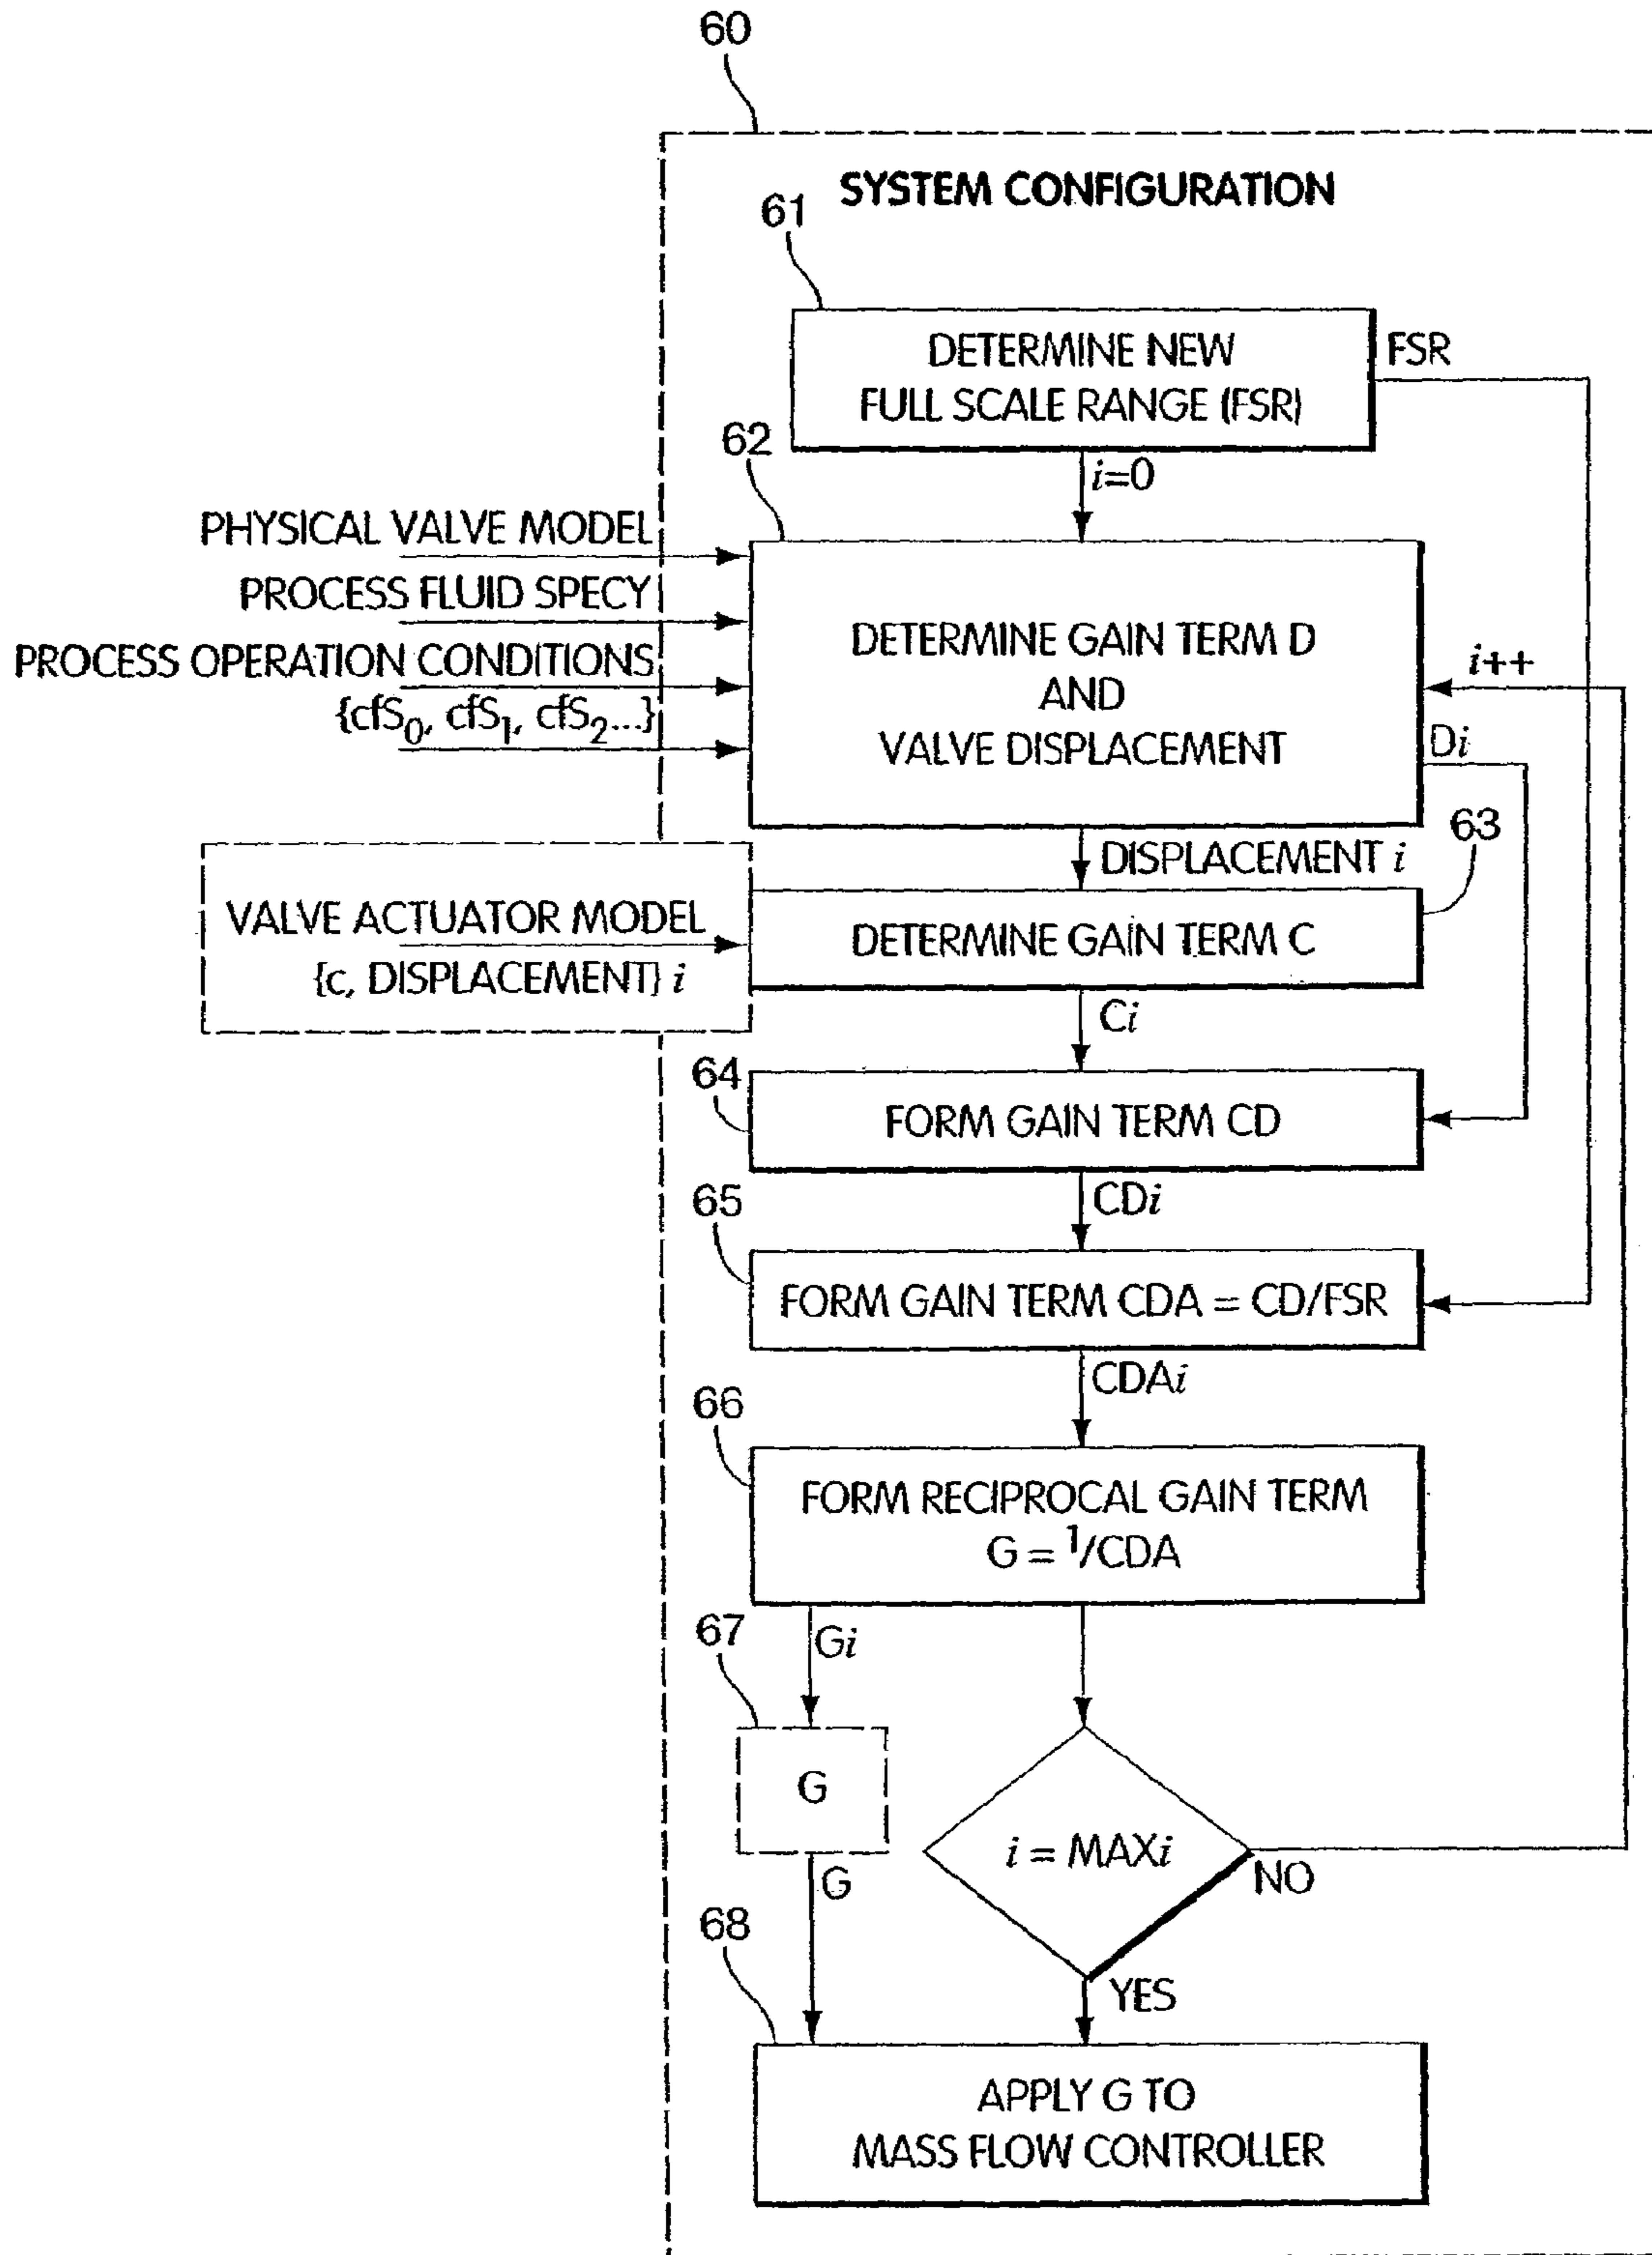 60
SYSTEM CONFIGURATION
61
DETERMINE NEW
FULL SCALE RANGE (FSR)
FSR
62
i=0
PHYSICAL VALVE MODEL
PROCESS FLUID SPECY
PROCESS OPERATION CONDITIONS
{cfS₀, cfS₁, cfS₂...}
DETERMINE GAIN TERM D
AND
VALVE DISPLACEMENT
i++
Di
63
DISPLACEMENT i
VALVE ACTUATOR MODEL
{c, DISPLACEMENT} i
DETERMINE GAIN TERM C
Ci
64
FORM GAIN TERM CD
CDi
65
FORM GAIN TERM CDA = CD/FSR
CDAi
66
FORM RECIPROCAL GAIN TERM
G = 1/CDA
67
Gi
G
i = MAXi
NO
G
68
YES
APPLY G TO
MASS FLOW CONTROLLER